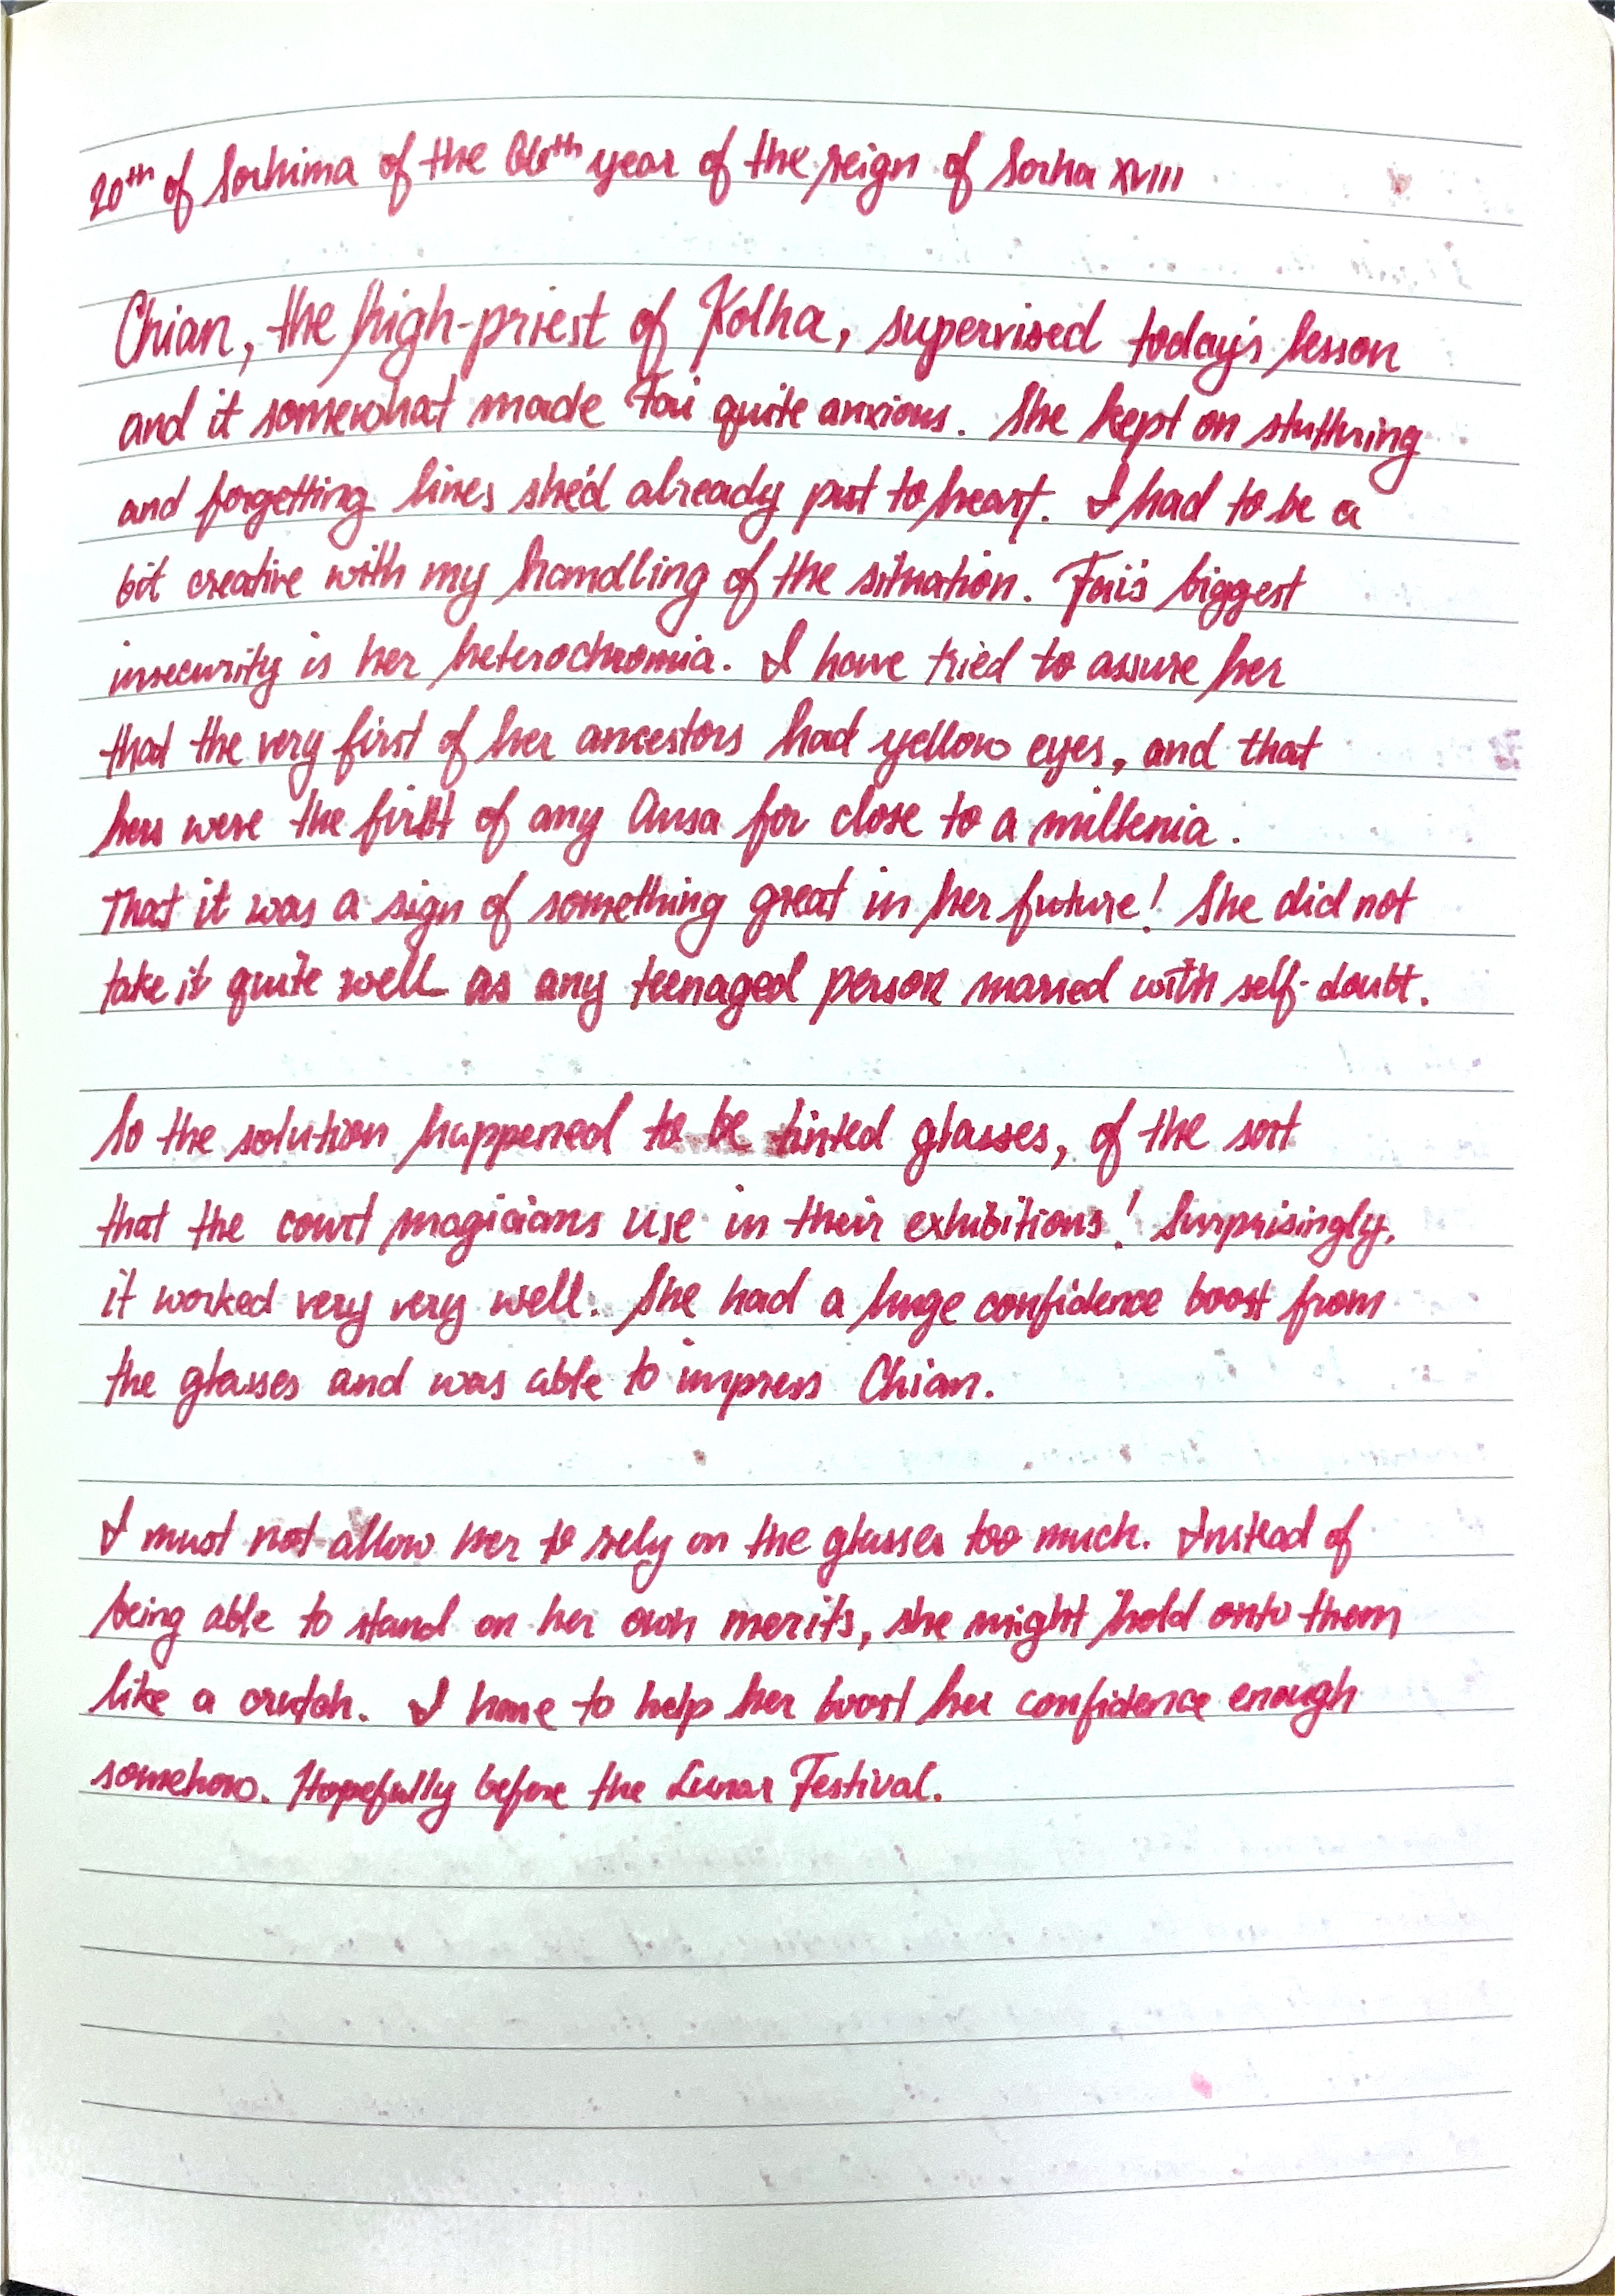 20th of Sorhima of the 66th year of the reign of Sorha XVIII
Chian, the high-priest of Kolha, supervised today's lesson
and it somewhat made Fai quite anxious. She kept on stuttering
and forgetting lines she'd already put to heart. I had to be a
bit creative with my handling of the situation. Fai's biggest
insecurity is her heterochromia. I have tried to assure her
that the very first of her ancestors had yellow eyes, and that
hers were the first of any Ansa for close to a millenia.
That it was a sign of something great in her future! She did not
take it quite well as any teenaged person marred with self-doubt.
So the solution happened to be tinted glasses, of the sort
that the court magicians use in their exhibitions! Surprisingly,
it worked very very well. She had a huge confidence boost from
the glasses and was able to impress Chian.
I must not allow her to rely on the glasses too much. Instead of
being able to stand on her own merits, she might hold onto them
like a crutch. I have to help her boost her confidence enough
somehow. Hopefully before the Lunar Festival.